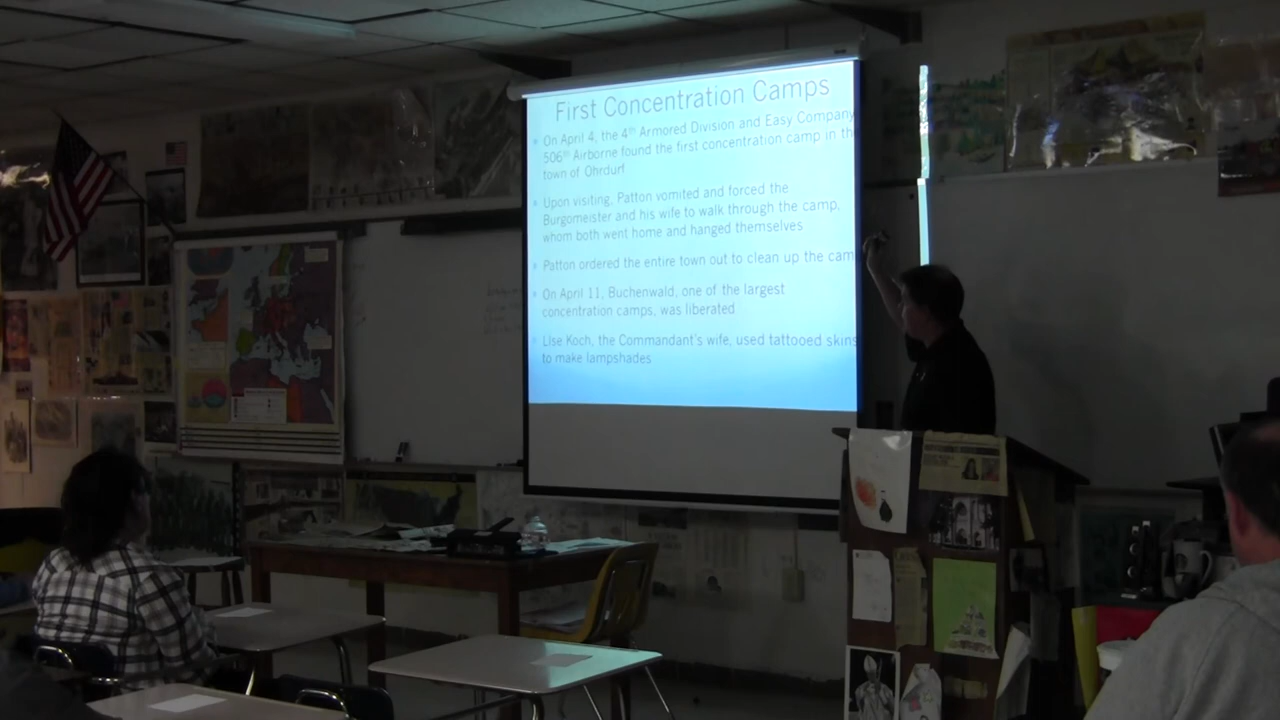 First Concentration Camps
On April 4, the 4th Armored Division and Easy Company
506th Airborne found the first concentration camp in the
town of Ohrdurf
Upon visiting, Patton vomited and forced the
Burgomeister and his wife to walk through the camp,
whom both went home and hanged themselves
Patton ordered the entire town out to clean up the cam
On April 11, Buchenwald, one of the largest
concentration camps, was liberated
Llse Koch, the Commandant's wife, used tattooed skins
to make lampshades